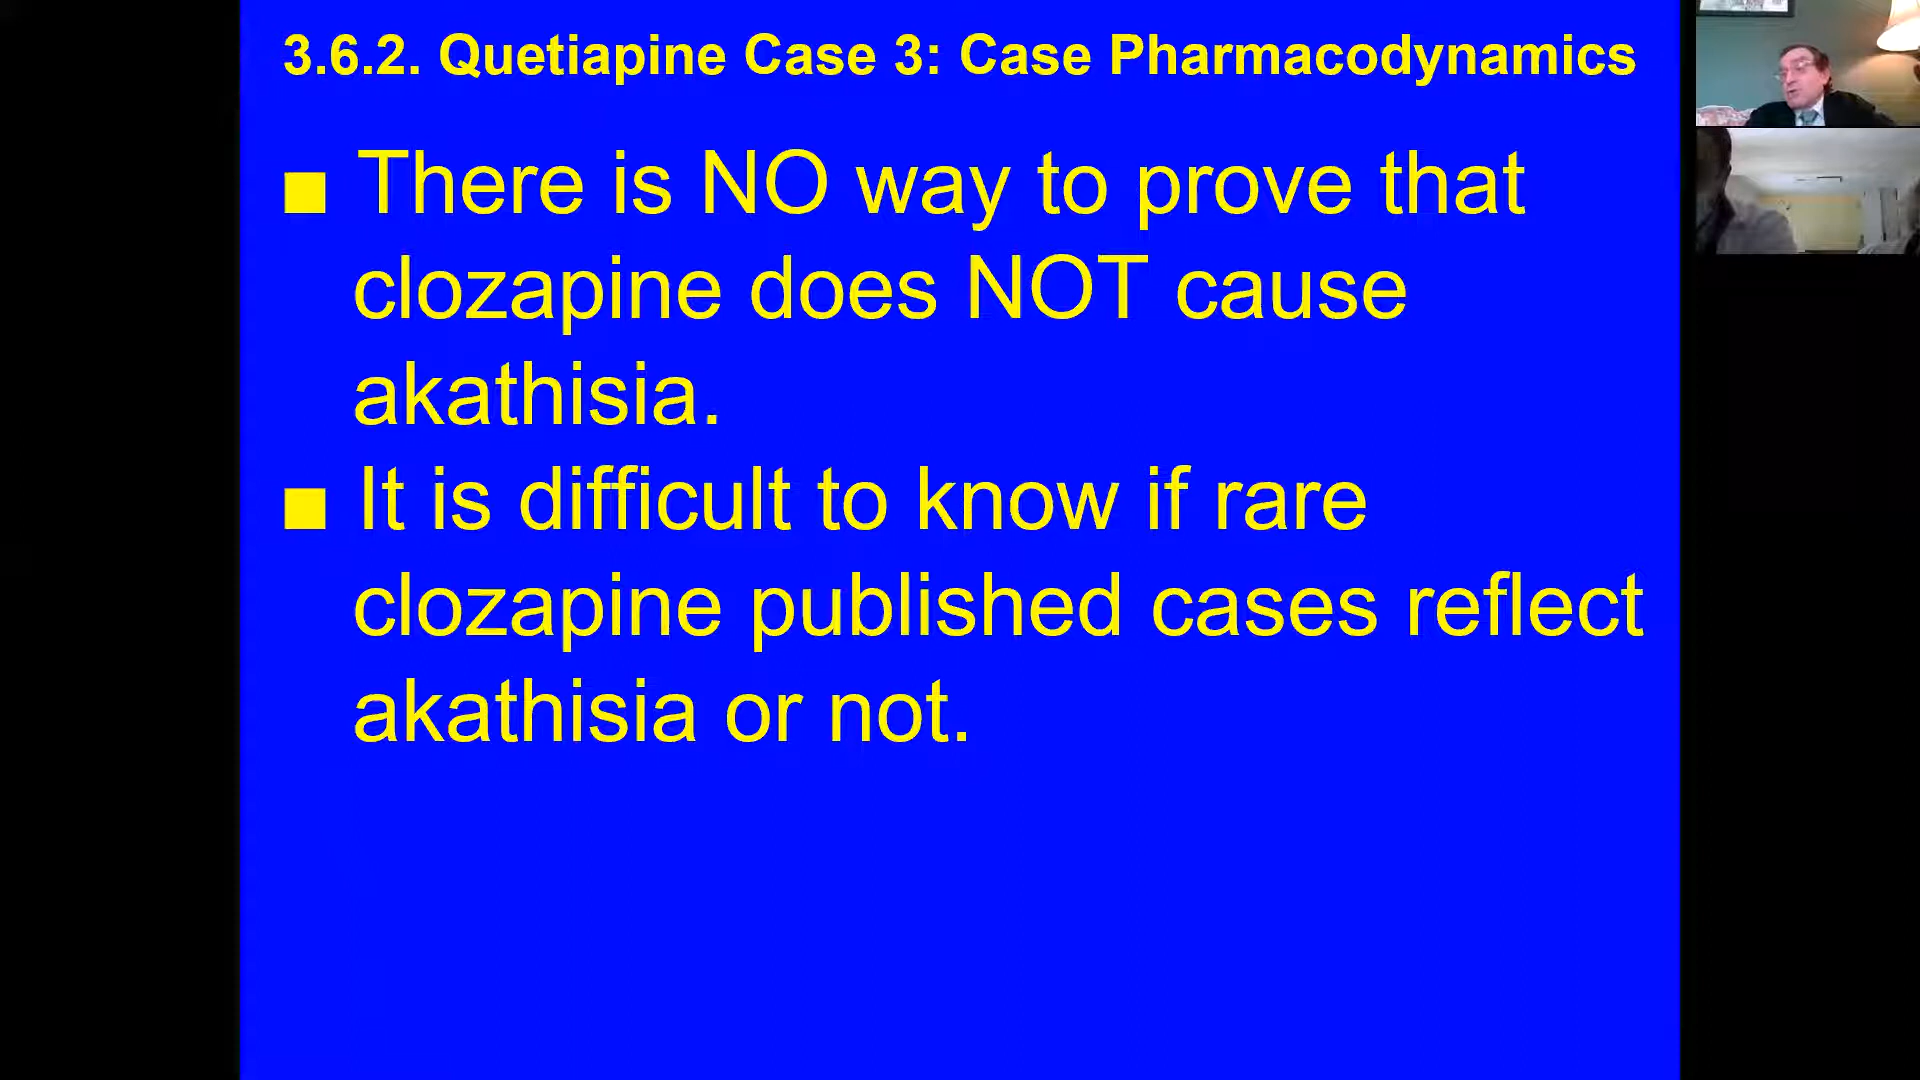 3.6.2. Quetiapine Case 3: Case Pharmacodynamics
■ There is NO way to prove that
clozapine does NOT cause
akathisia.
■ It is difficult to know if rare
clozapine published cases reflect
akathisia or not.